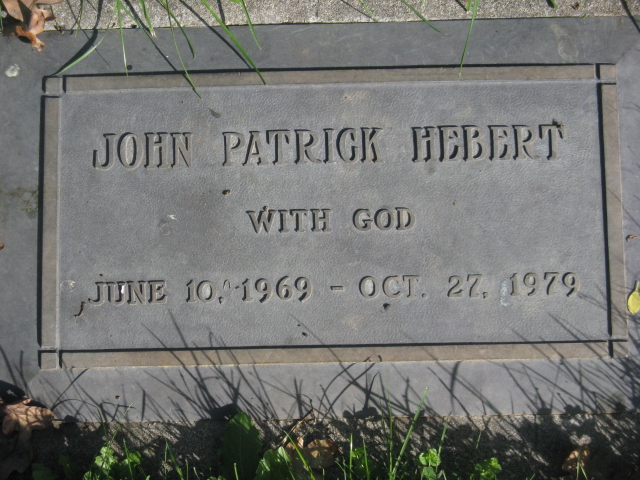 JOHN PATRICK HEBERT
WITH GOD
JUNE 10, 1969 - OCT. 27, 1979